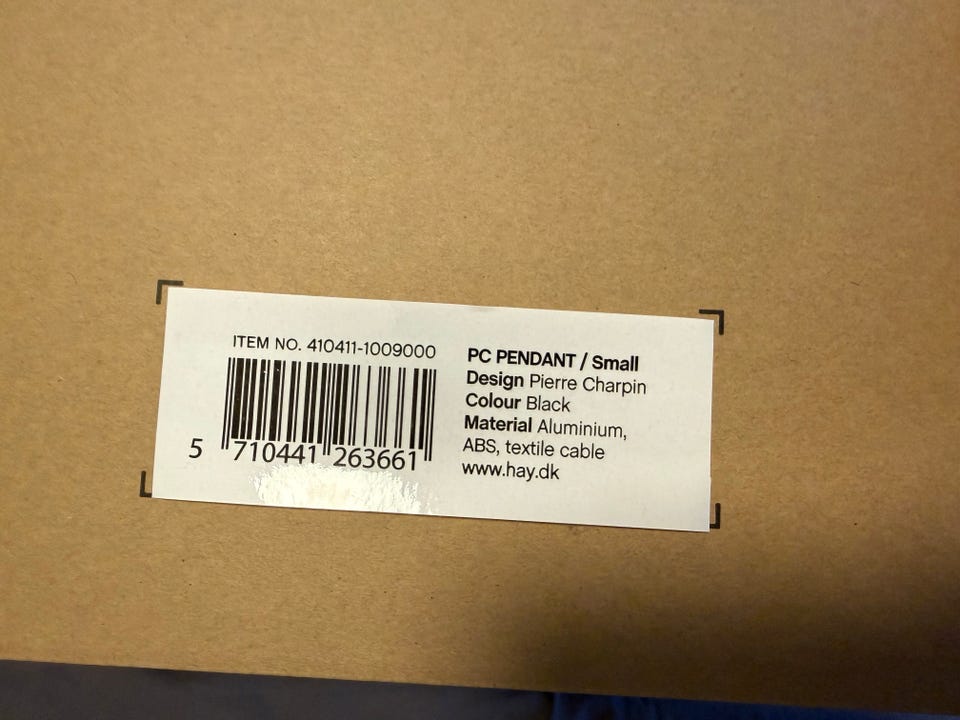 ITEM NO. 410411-1009000
5 710441 263661
PC PENDANT / Small
Design Pierre Charpin
Colour Black
Material Aluminium,
ABS, textile cable
www.hay.dk